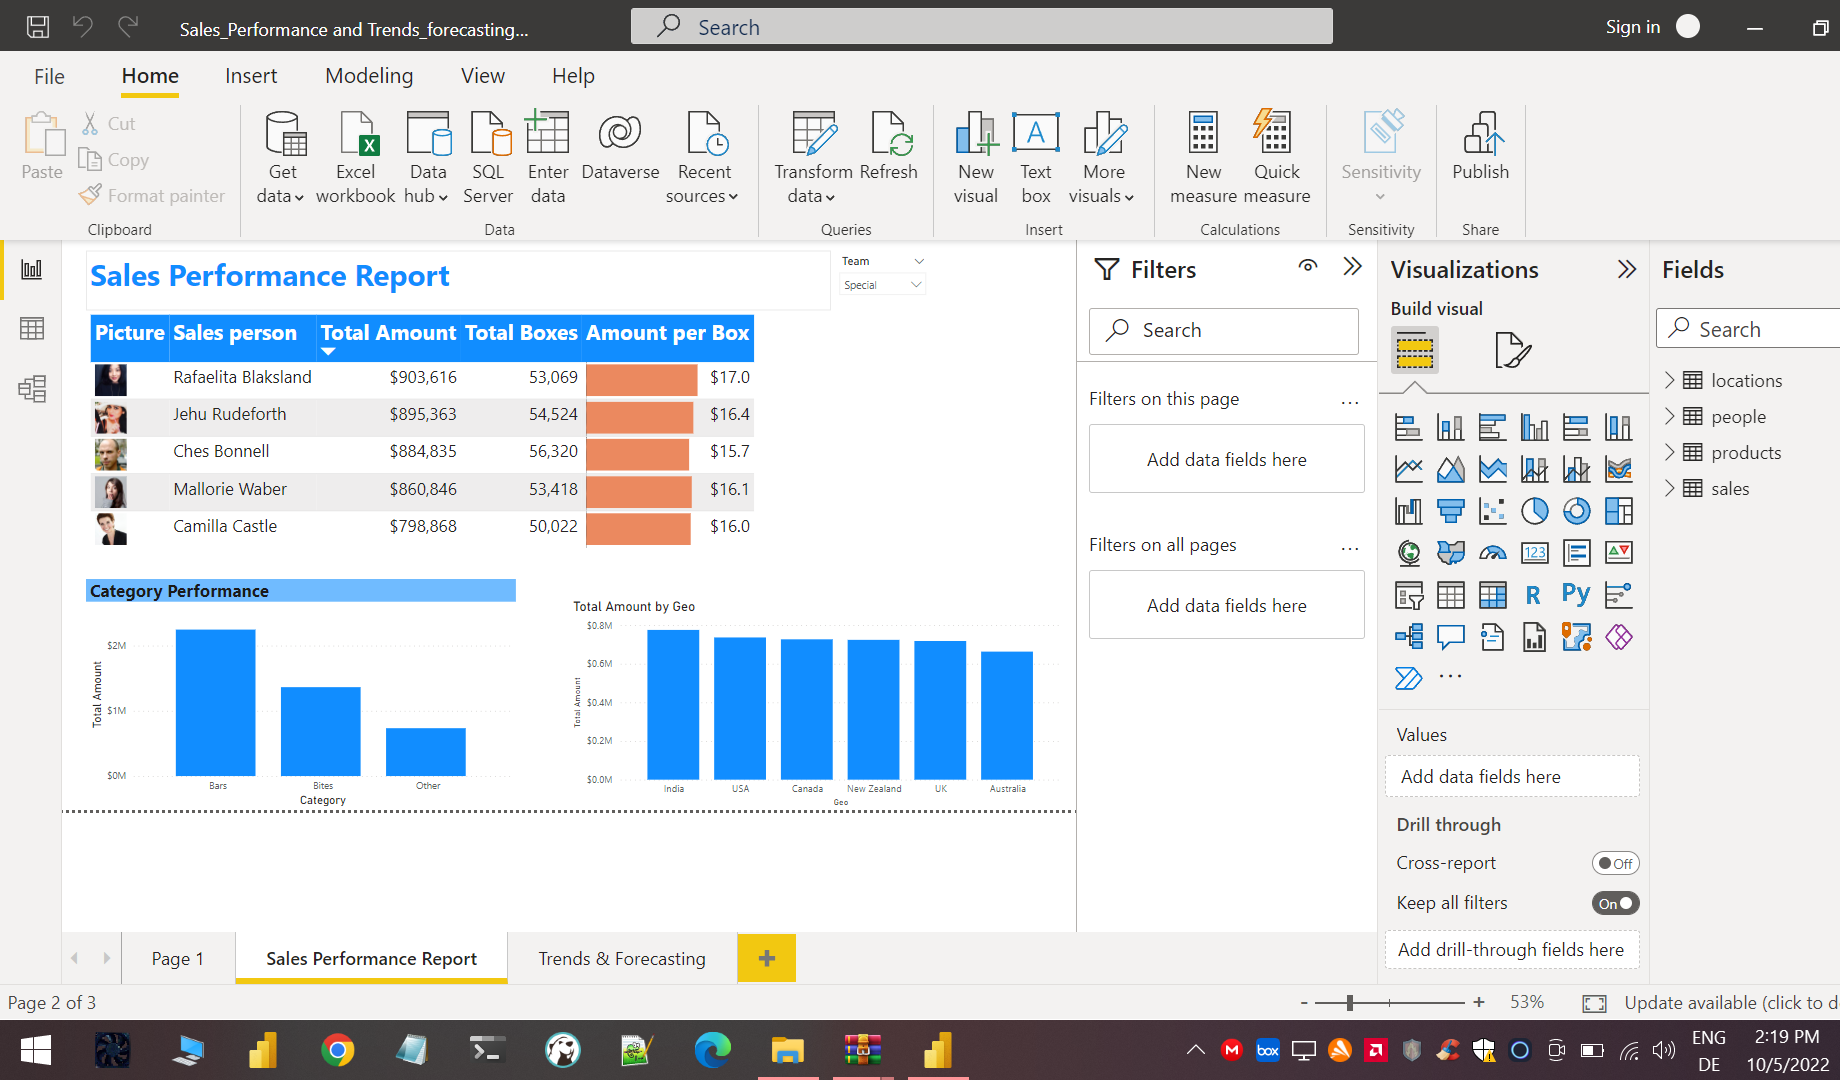 Sales_Performance and Trends_forecasting...
Search
Sign in
File
Home
Insert
Modeling
View
Help
Paste
Cut
Copy
Format painter
Clipboard
Get data
Excel workbook
Data hub
SQL Server
Enter data
Dataverse
Recent sources
Data
Transform data
Refresh
Queries
New visual
Text box
More visuals
Insert
New measure
Quick measure
Calculations
Sensitivity
Sensitivity
Publish
Share
Sales Performance Report
Team
Special
Picture Sales person Total Amount Total Boxes Amount per Box
Rafaelita Blaksland $903,616 53,069 $17.0
Jehu Rudeforth $895,363 54,524 $16.4
Ches Bonnell $884,835 56,320 $15.7
Mallorie Waber $860,846 53,418 $16.1
Camilla Castle $798,868 50,022 $16.0
Category Performance
Total Amount
$2M
$1M
$0M
Bars Bites Other
Category
Total Amount by Geo
Total Amount
$0.8M
$0.6M
$0.4M
$0.2M
$0.0M
India USA Canada New Zealand UK Australia
Geo
Filters
Search
Filters on this page ...
Add data fields here
Filters on all pages ...
Add data fields here
Visualizations
Build visual
123
R
Py
...
Values
Add data fields here
Drill through
Cross-report Off
Keep all filters On
Add drill-through fields here
Fields
Search
locations
people
products
sales
Page 1
Sales Performance Report
Trends & Forecasting
+
Page 2 of 3
- + 53%
Update available (click to d
M
box
ENG
DE
2:19 PM
10/5/2022